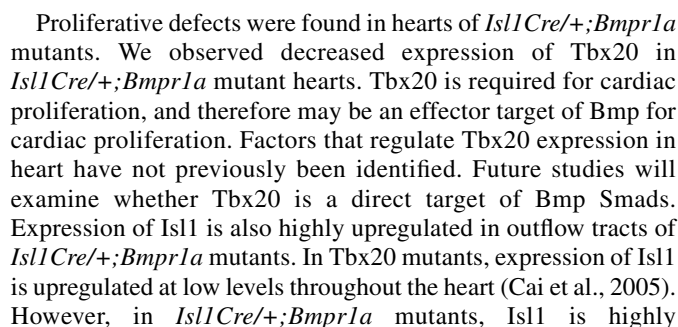 Proliferative defects were found in hearts of Isl1Cre/+;Bmpr1a
mutants. We observed decreased expression of Tbx20 in
Isl1Cre/+;Bmpr1a mutant hearts. Tbx20 is required for cardiac
proliferation, and therefore may be an effector target of Bmp for
cardiac proliferation. Factors that regulate Tbx20 expression in
heart have not previously been identified. Future studies will
examine whether Tbx20 is a direct target of Bmp Smads.
Expression of Isl1 is also highly upregulated in outflow tracts of
Isl1Cre/+;Bmpr1a mutants. In Tbx20 mutants, expression of Isl1
is upregulated at low levels throughout the heart (Cai et al., 2005).
However, in Isl1Cre/+;Bmpr1a mutants, Isl1 is highly